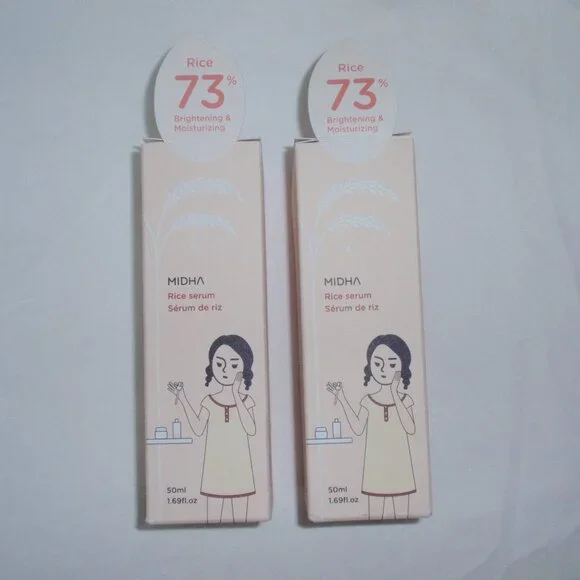 Rice
73%
Brightening &
Moisturizing
MIDHA
Rice serum
Sérum de riz
50ml
1.69fl.oz
Rice
73%
Brightening &
Moisturizing
MIDHA
Rice serum
Sérum de riz
50ml
1.69fl.oz